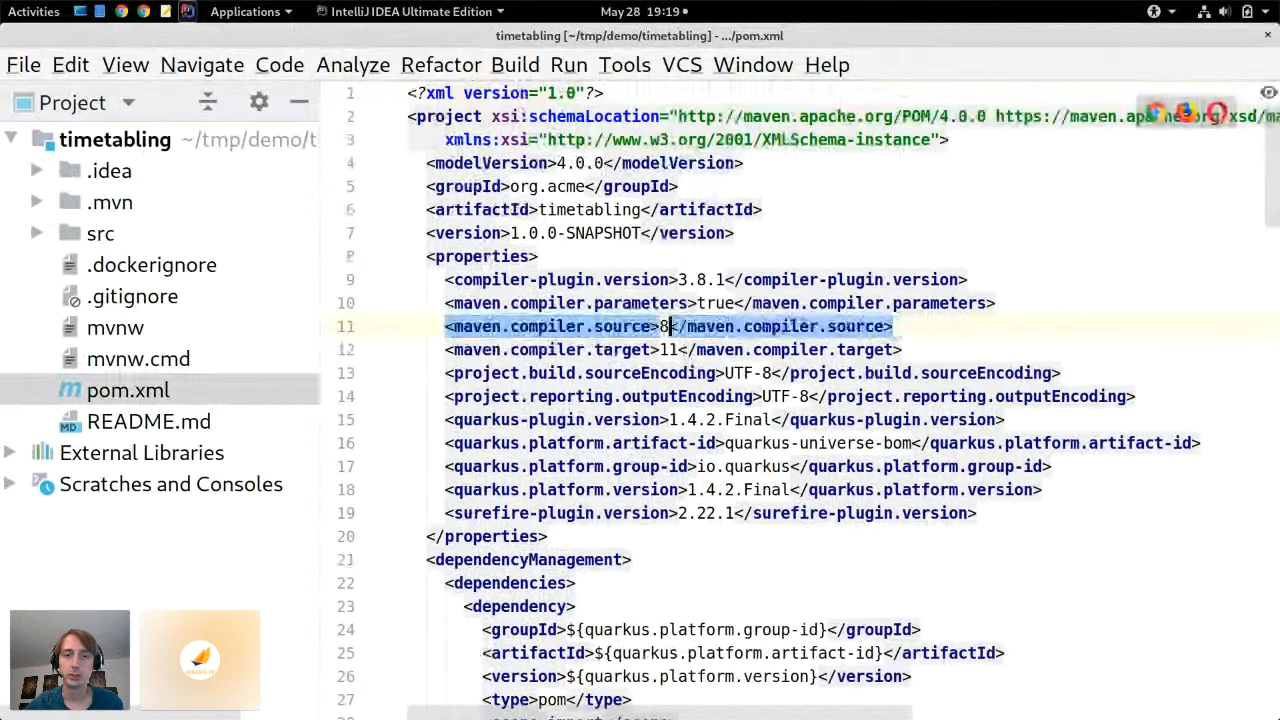 Activities Applications IntelliJ IDEA Ultimate Edition May 28 19:19
timetabling [~/tmp/demo/timetabling] - .../pom.xml
File Edit View Navigate Code Analyze Refactor Build Run Tools VCS Window Help
Project
timetabling ~/tmp/demo/t
.idea
.mvn
src
.dockerignore
.gitignore
mvnw
mvnw.cmd
pom.xml
MD README.md
External Libraries
Scratches and Consoles
1 <?xml version="1.0"?>
2 <project xsi:schemaLocation="http://maven.apache.org/POM/4.0.0 https://maven.apache.org/xsd/ma
3 xmlns:xsi="http://www.w3.org/2001/XMLSchema-instance">
4 <modelVersion>4.0.0</modelVersion>
5 <groupId>org.acme</groupId>
6 <artifactId>timetabling</artifactId>
7 <version>1.0.0-SNAPSHOT</version>
8 <properties>
9 <compiler-plugin.version>3.8.1</compiler-plugin.version>
10 <maven.compiler.parameters>true</maven.compiler.parameters>
11 <maven.compiler.source>8</maven.compiler.source>
12 <maven.compiler.target>11</maven.compiler.target>
13 <project.build.sourceEncoding>UTF-8</project.build.sourceEncoding>
14 <project.reporting.outputEncoding>UTF-8</project.reporting.outputEncoding>
15 <quarkus-plugin.version>1.4.2.Final</quarkus-plugin.version>
16 <quarkus.platform.artifact-id>quarkus-universe-bom</quarkus.platform.artifact-id>
17 <quarkus.platform.group-id>io.quarkus</quarkus.platform.group-id>
18 <quarkus.platform.version>1.4.2.Final</quarkus.platform.version>
19 <surefire-plugin.version>2.22.1</surefire-plugin.version>
20 </properties>
21 <dependencyManagement>
22 <dependencies>
23 <dependency>
24 <groupId>${quarkus.platform.group-id}</groupId>
25 <artifactId>${quarkus.platform.artifact-id}</artifactId>
26 <version>${quarkus.platform.version}</version>
27 <type>pom</type>